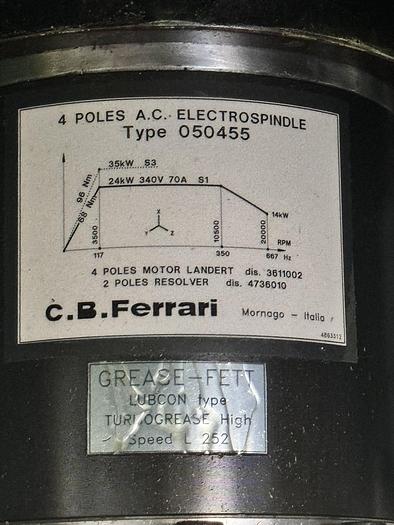 4 POLES A.C. ELECTROSPINDLE
Type 050455
35kW S3
24kW 340V 70A S1
96 Nm
68 Nm
14kW
3500
10500
20000
RPM
X
Y Z
117 350 667 Hz
4 POLES MOTOR LANDERT dis. 3611002
2 POLES RESOLVER dis. 4736010
C.B.Ferrari Mornago - Italia
4863312
GREASE-FETT
LUBCON type
TURMOGREASE High
Speed L 252